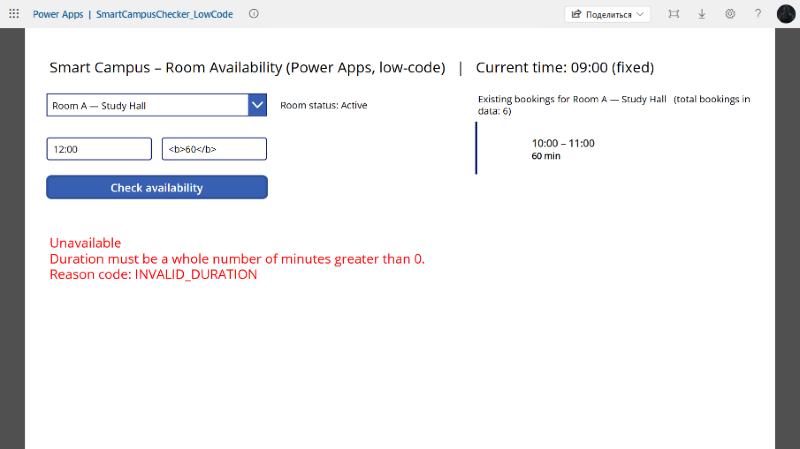 Power Apps | SmartCampusChecker_LowCode
Поделиться
Smart Campus – Room Availability (Power Apps, low-code) | Current time: 09:00 (fixed)
Room A — Study Hall
Room status: Active
Existing bookings for Room A — Study Hall (total bookings in
data: 6)
12:00
<b>60</b>
10:00 – 11:00
60 min
Check availability
Unavailable
Duration must be a whole number of minutes greater than 0.
Reason code: INVALID_DURATION